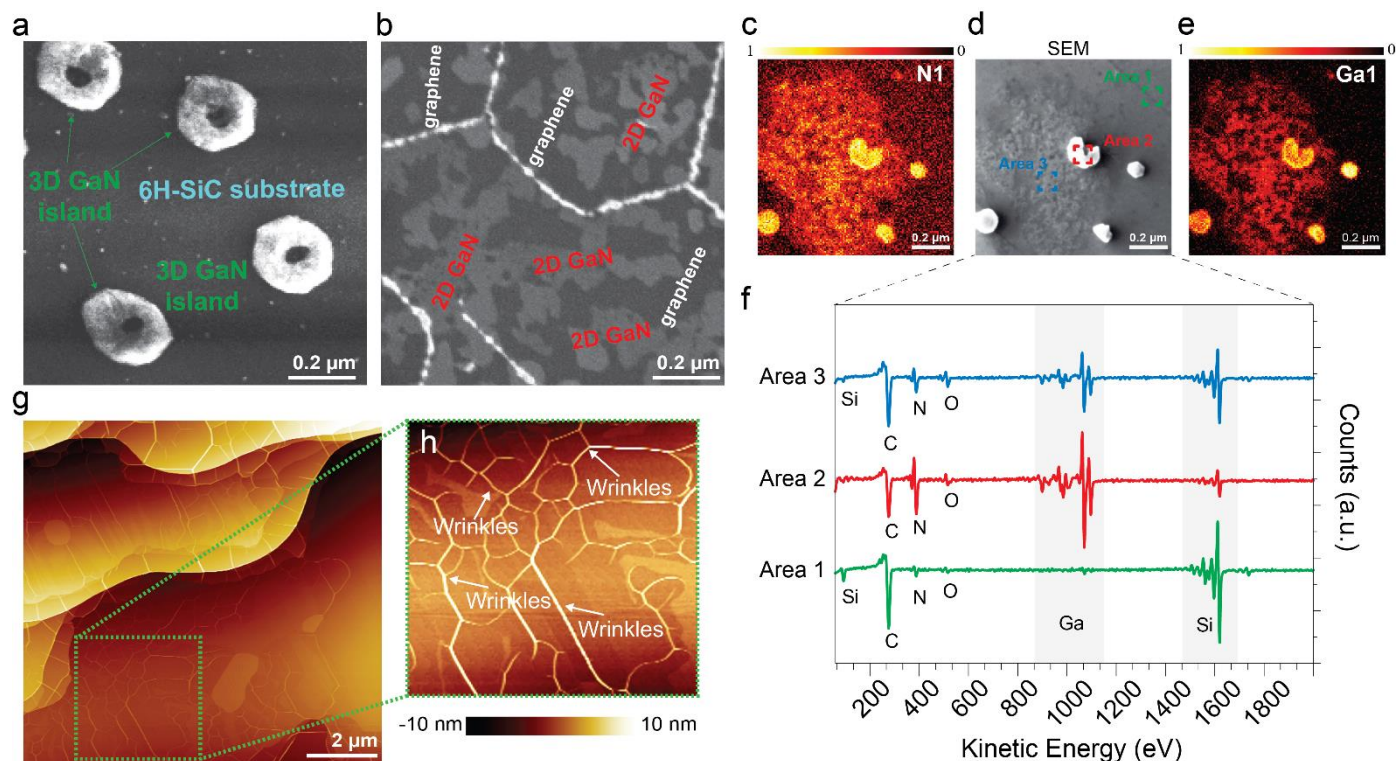 a
3D GaN
island
6H-SiC substrate
3D GaN
island
0.2 µm
b
graphene
graphene
2D GaN
2D GaN
2D GaN
2D GaN
graphene
0.2 µm
c
1
0
N1
0.2 µm
d
SEM
Area 1
Area 2
Area 3
0.2 µm
e
1
0
Ga1
0.2 µm
f
Area 3
Si
C
N
O
Area 2
C
N
O
Area 1
Si
C
N
O
Ga
Si
Counts (a.u.)
200
400
600
800
1000
1200
1400
1600
1800
Kinetic Energy (eV)
g
2 µm
h
Wrinkles
Wrinkles
Wrinkles
Wrinkles
-10 nm
10 nm